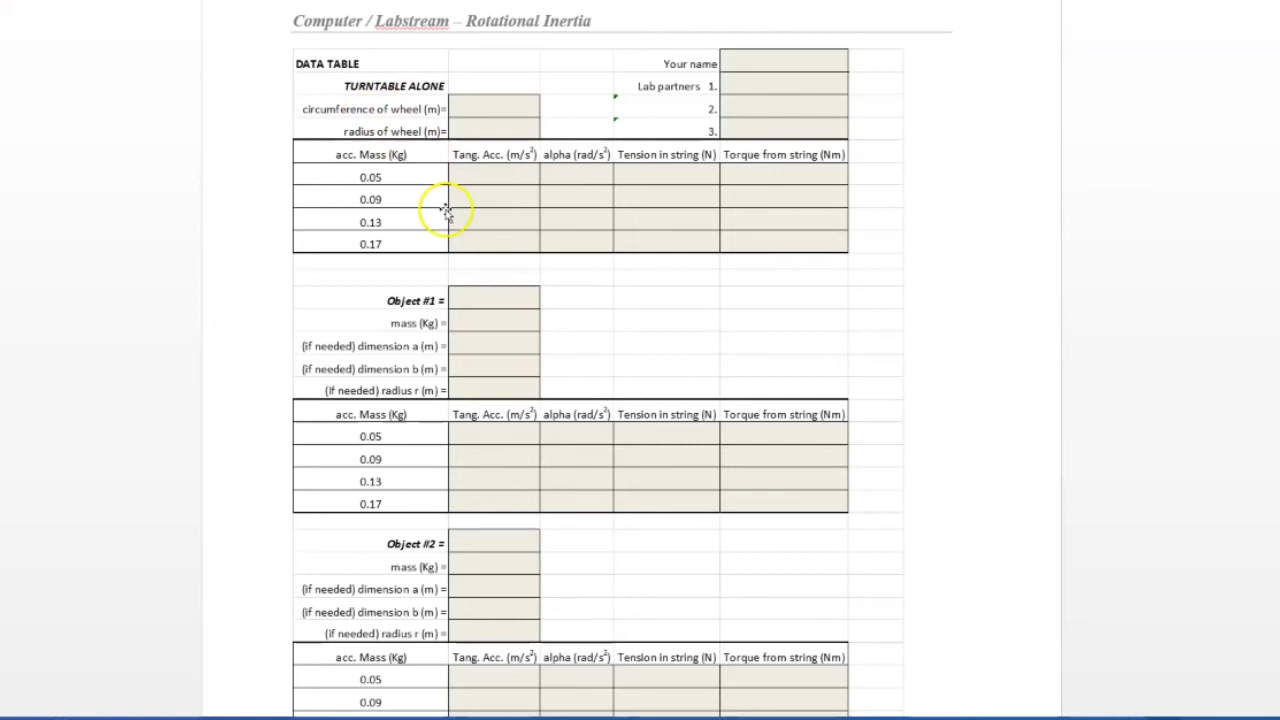 Computer / Labstream – Rotational Inertia
DATA TABLE Your name
TURNTABLE ALONE Lab partners 1.
circumference of wheel (m)= 2.
radius of wheel (m)= 3.
acc. Mass (Kg) Tang. Acc. (m/s²) alpha (rad/s²) Tension in string (N) Torque from string (Nm)
0.05
0.09
0.13
0.17
Object #1 =
mass (Kg) =
(if needed) dimension a (m) =
(if needed) dimension b (m) =
(if needed) radius r (m) =
acc. Mass (Kg) Tang. Acc. (m/s²) alpha (rad/s²) Tension in string (N) Torque from string (Nm)
0.05
0.09
0.13
0.17
Object #2 =
mass (Kg) =
(if needed) dimension a (m) =
(if needed) dimension b (m) =
(if needed) radius r (m) =
acc. Mass (Kg) Tang. Acc. (m/s²) alpha (rad/s²) Tension in string (N) Torque from string (Nm)
0.05
0.09